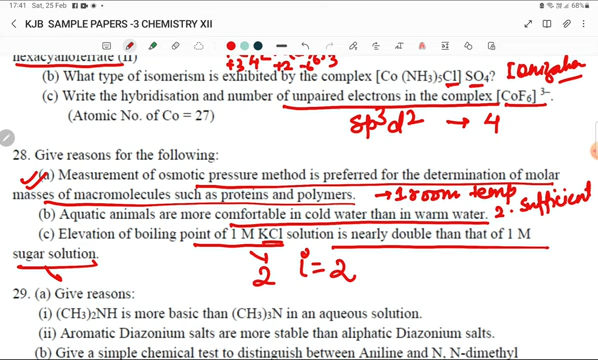 17:41 Sat, 25 Feb
68%
KJB SAMPLE PAPERS -3 CHEMISTRY XII
hexacyanoferrate (II)
+3 4- +2 -6 3
(b) What type of isomerism is exhibited by the complex [Co (NH3)5Cl] SO4?
[Ionization
(c) Write the hybridisation and number of unpaired electrons in the complex [CoF6] 3-.
(Atomic No. of Co = 27)
sp3d2 → 4
28. Give reasons for the following:
(a) Measurement of osmotic pressure method is preferred for the determination of molar
masses of macromolecules such as proteins and polymers.
→ 1 room temp
2. sufficient
(b) Aquatic animals are more comfortable in cold water than in warm water.
(c) Elevation of boiling point of 1 M KCl solution is nearly double than that of 1 M
sugar solution.
2 i=2
29. (a) Give reasons:
(i) (CH3)2NH is more basic than (CH3)3N in an aqueous solution.
(ii) Aromatic Diazonium salts are more stable than aliphatic Diazonium salts.
(b) Give a simple chemical test to distinguish between Aniline and N, N-dimethyl